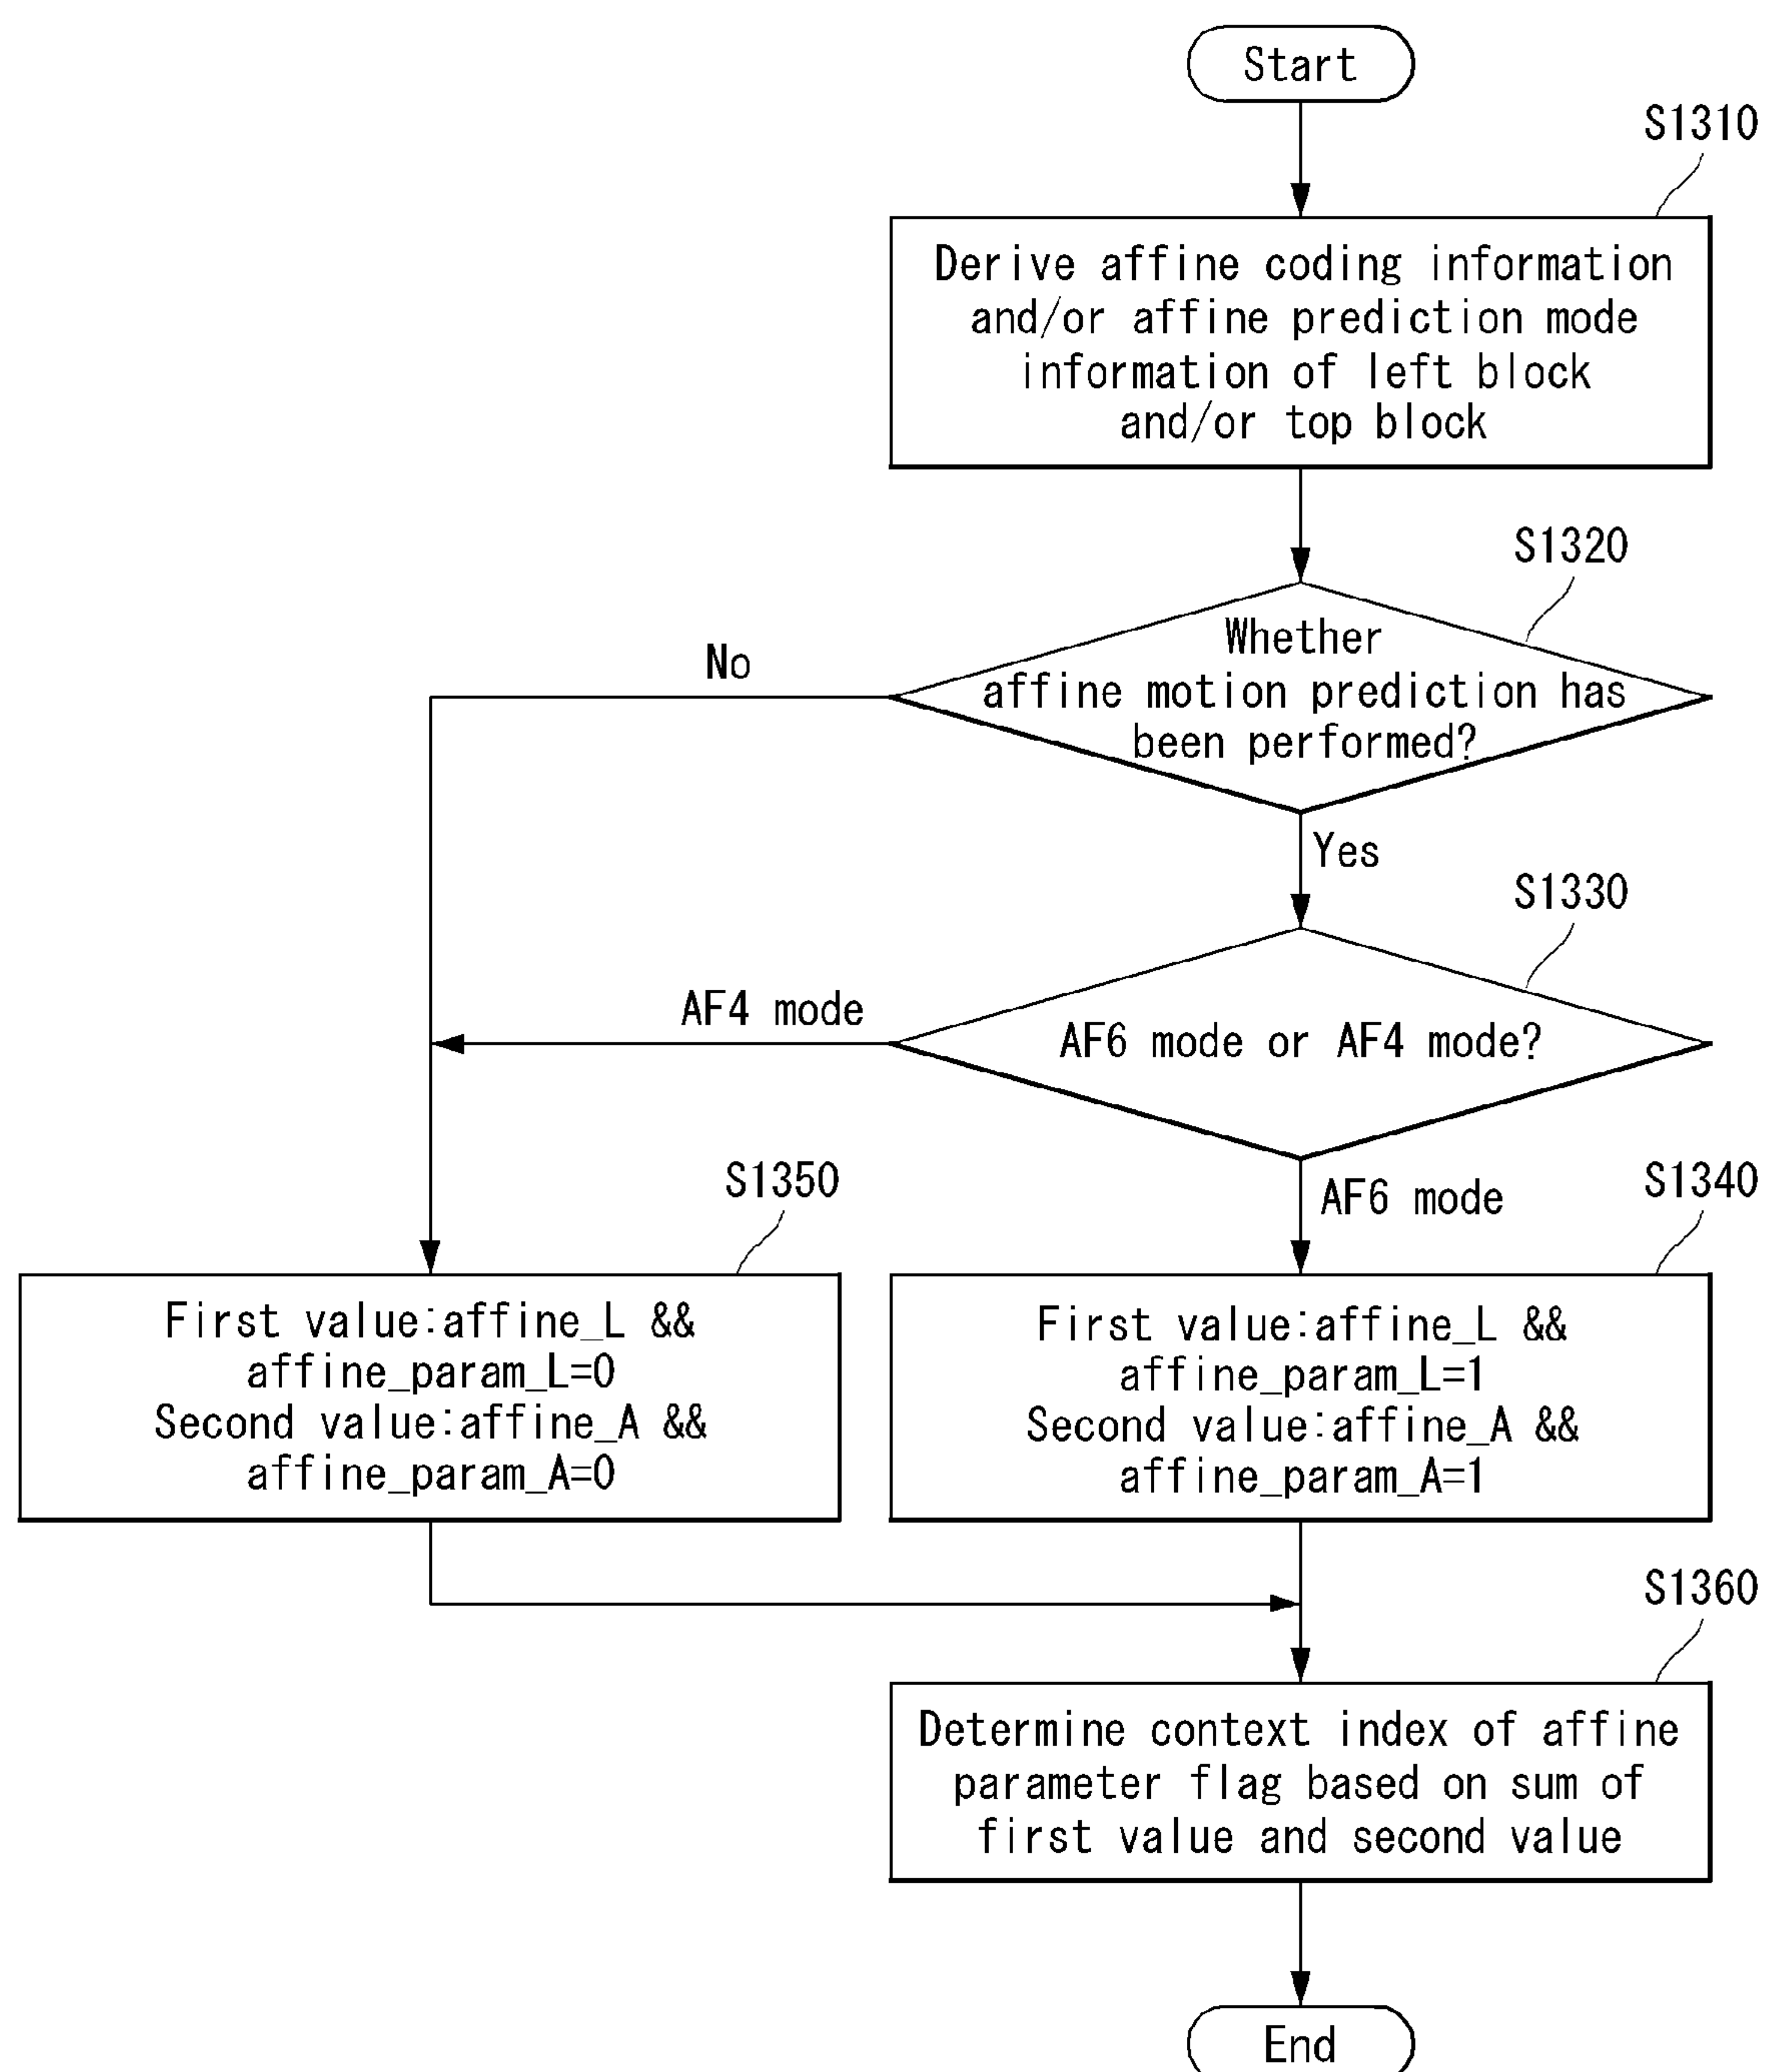 Start
S1310
Derive affine coding information
and/or affine prediction mode
information of left block
and/or top block
S1320
Whether
affine motion prediction has
been performed?
No
Yes
S1330
AF6 mode or AF4 mode?
AF4 mode
AF6 mode
S1350
First value:affine_L &&
affine_param_L=0
Second value:affine_A &&
affine_param_A=0
S1340
First value:affine_L &&
affine_param_L=1
Second value:affine_A &&
affine_param_A=1
S1360
Determine context index of affine
parameter flag based on sum of
first value and second value
End